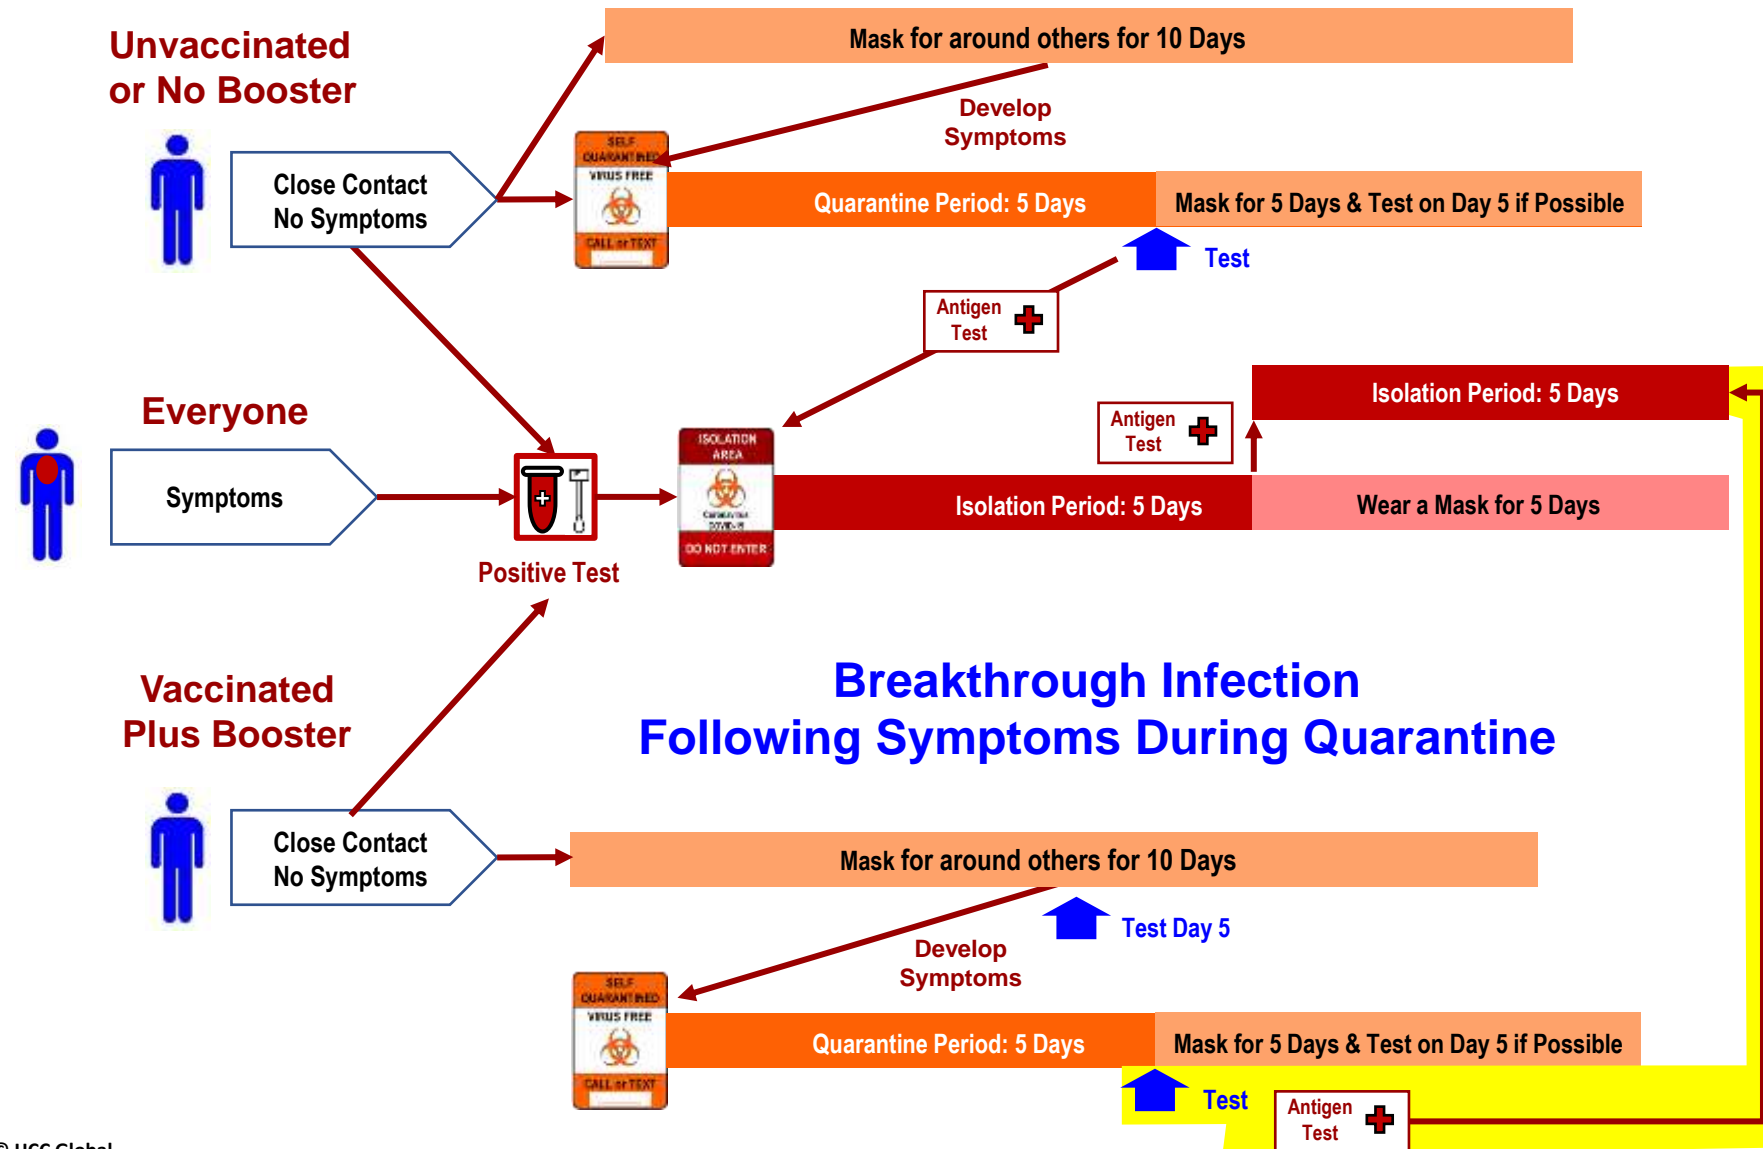 Unvaccinated
or No Booster
Mask for around others for 10 Days
Develop
Symptoms
Close Contact
No Symptoms
SELF
QUARANTINED
VIRUS FREE
CALL or TEXT
Quarantine Period: 5 Days
Mask for 5 Days & Test on Day 5 if Possible
Test
Antigen
Test
Everyone
Symptoms
Positive Test
ISOLATION
AREA
Coronavirus
COVID-19
DO NOT ENTER
Antigen
Test
Isolation Period: 5 Days
Isolation Period: 5 Days
Wear a Mask for 5 Days
Breakthrough Infection
Following Symptoms During Quarantine
Vaccinated
Plus Booster
Close Contact
No Symptoms
Mask for around others for 10 Days
Test Day 5
Develop
Symptoms
SELF
QUARANTINED
VIRUS FREE
CALL or TEXT
Quarantine Period: 5 Days
Mask for 5 Days & Test on Day 5 if Possible
Test
Antigen
Test
Global